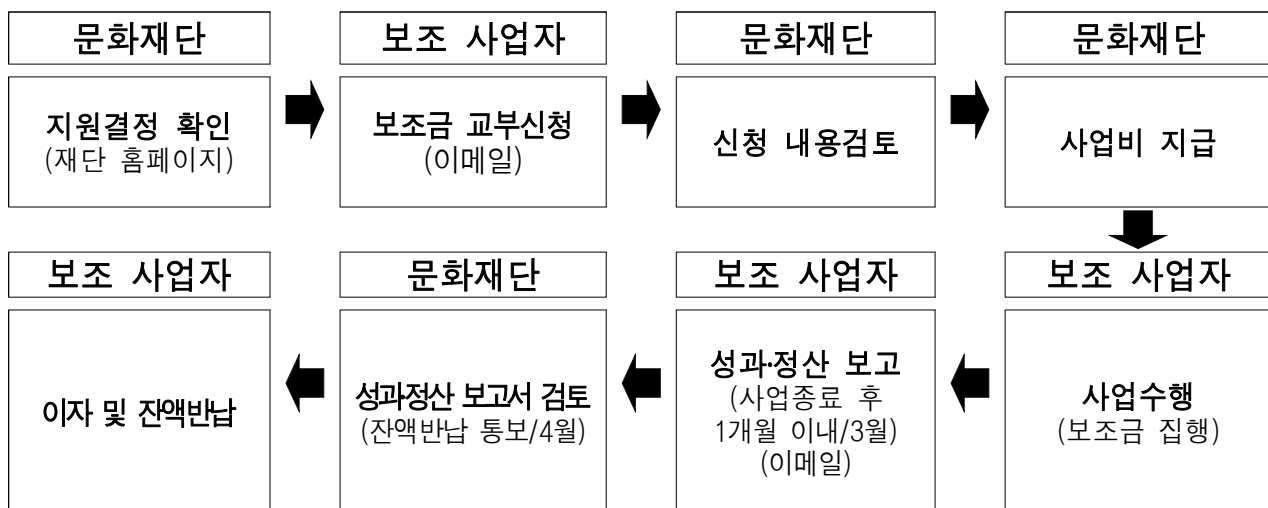 문화재단
보조 사업자
문화재단
문화재단
지원결정 확인
(재단 홈페이지)
보조금 교부신청
(이메일)
신청 내용검토
사업비 지급
보조 사업자
문화재단
보조 사업자
보조 사업자
이자 및 잔액반납
성과정산 보고서 검토
(잔액반납 통보/4월)
성과·정산 보고
(사업종료 후
1개월 이내/3월)
(이메일)
사업수행
(보조금 집행)